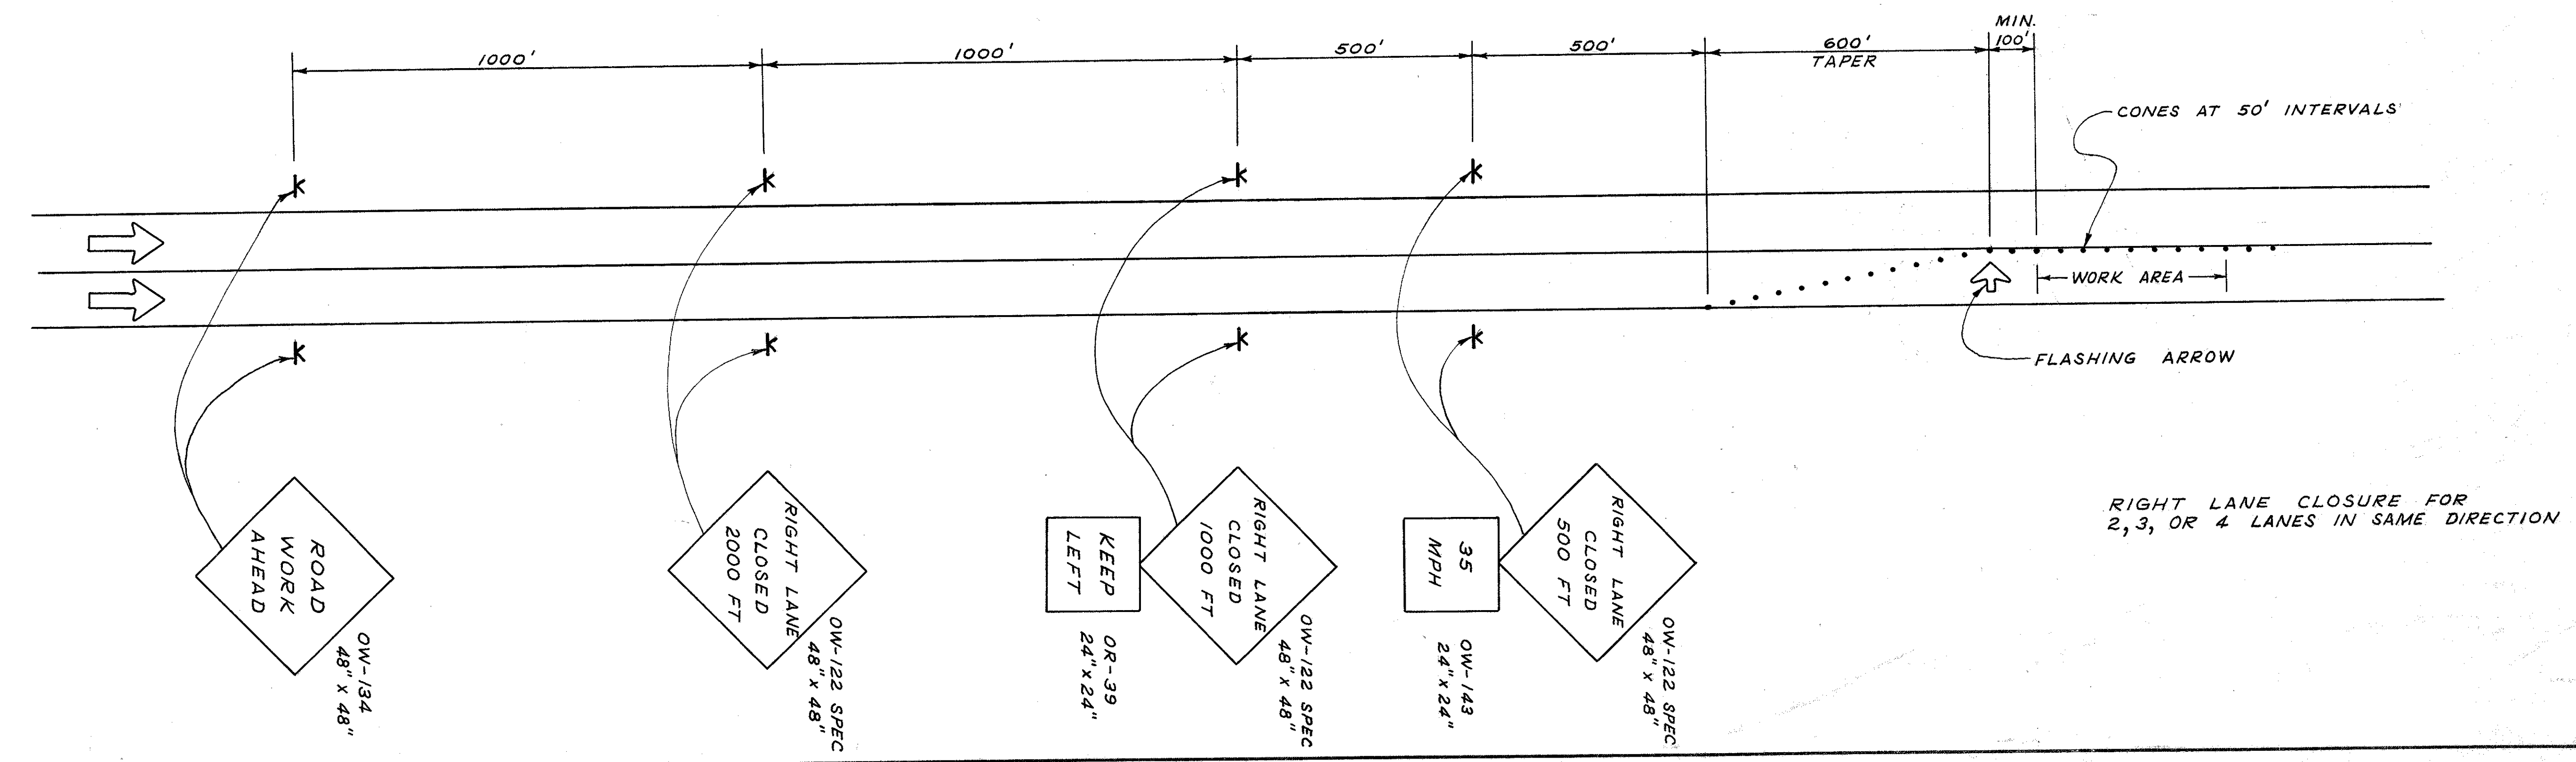 1000'
1000'
500'
500'
600'
TAPER
MIN.
100'
CONES AT 50' INTERVALS
WORK AREA
FLASHING ARROW
ROAD
WORK
AHEAD
OW-134
48" x 48"
RIGHT LANE
CLOSED
2000 FT
OW-122 SPEC
48" x 48"
KEEP
LEFT
OR-39
24" x 24"
RIGHT LANE
CLOSED
1000 FT
OW-122 SPEC
48" x 48"
35
MPH
OW-143
24" x 24"
RIGHT LANE
CLOSED
500 FT
OW-122 SPEC
48" x 48"
RIGHT LANE CLOSURE FOR
2, 3, OR 4 LANES IN SAME DIRECTION